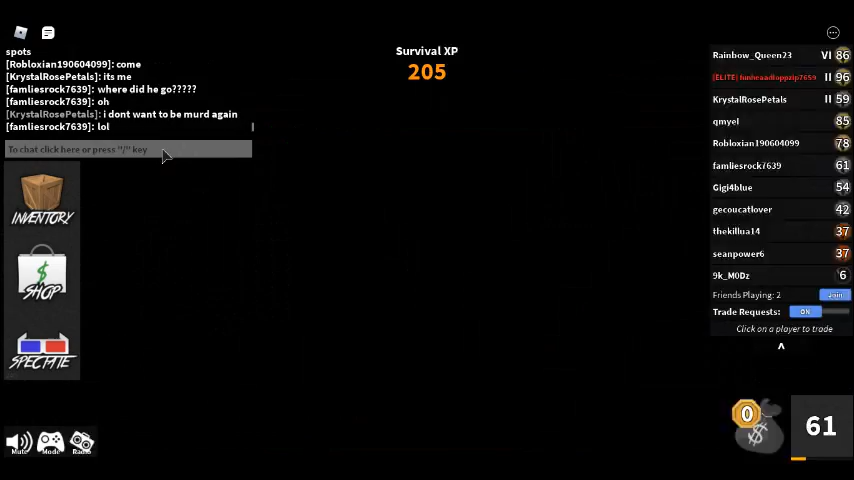 spots
[Robloxian190604099]: come
[KrystalRosePetals]: its me
[famliesrock7639]: where did he go?????
[famliesrock7639]: oh
[KrystalRosePetals]: i dont want to be murd again
[famliesrock7639]: lol
To chat click here or press "/" key
INVENTORY
SHOP
SPECTATE
Mute
Mode
Radio
Survival XP
205
Rainbow_Queen23 VI 86
II 96
KrystalRosePetals II 59
qmyel 85
Robloxian190604099 78
famliesrock7639 61
Gigi4blue 54
gecoucatlover 42
thekillua14 37
seanpower6 37
9k_M0Dz 6
Friends Playing: 2 Join
Trade Requests: ON
Click on a player to trade
^
0
$
61